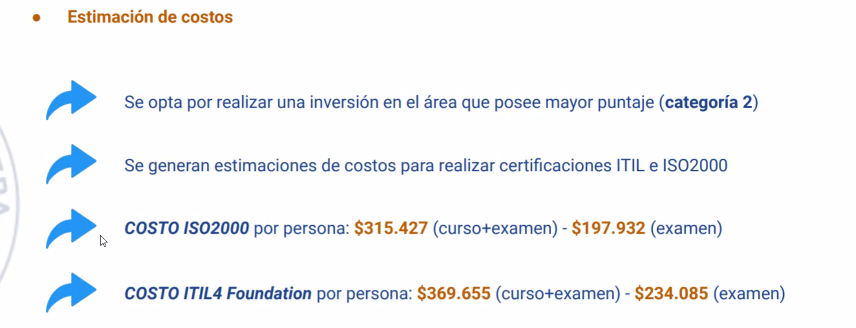 Estimación de costos
Se opta por realizar una inversión en el área que posee mayor puntaje (categoría 2)
Se generan estimaciones de costos para realizar certificaciones ITIL e ISO2000
COSTO ISO2000 por persona: $315.427 (curso+examen) - $197.932 (examen)
COSTO ITIL4 Foundation por persona: $369.655 (curso+examen) - $234.085 (examen)